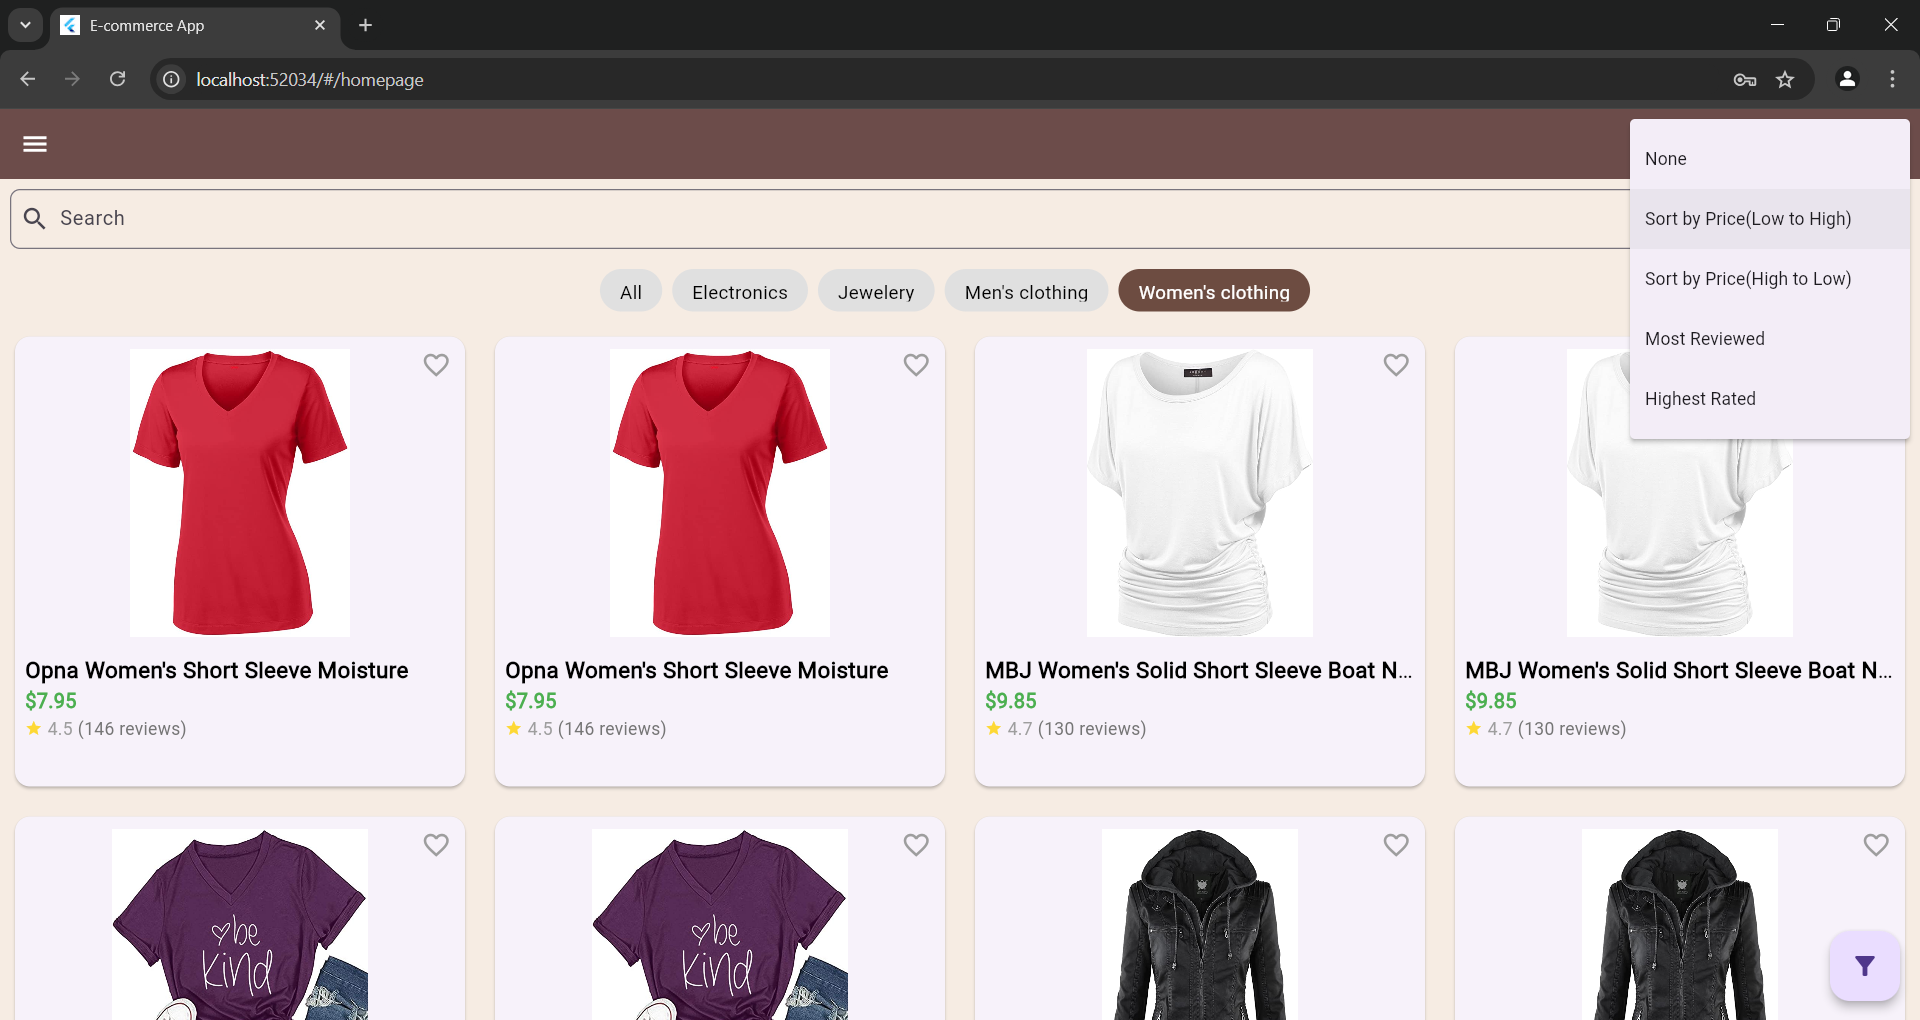 E-commerce App
localhost:52034/#/homepage
None
Search
Sort by Price(Low to High)
Sort by Price(High to Low)
Most Reviewed
Highest Rated
All
Electronics
Jewelery
Men's clothing
Women's clothing
Opna Women's Short Sleeve Moisture
$7.95
4.5 (146 reviews)
Opna Women's Short Sleeve Moisture
$7.95
4.5 (146 reviews)
MBJ Women's Solid Short Sleeve Boat N...
$9.85
4.7 (130 reviews)
MBJ Women's Solid Short Sleeve Boat N...
$9.85
4.7 (130 reviews)
be
kind
be
kind